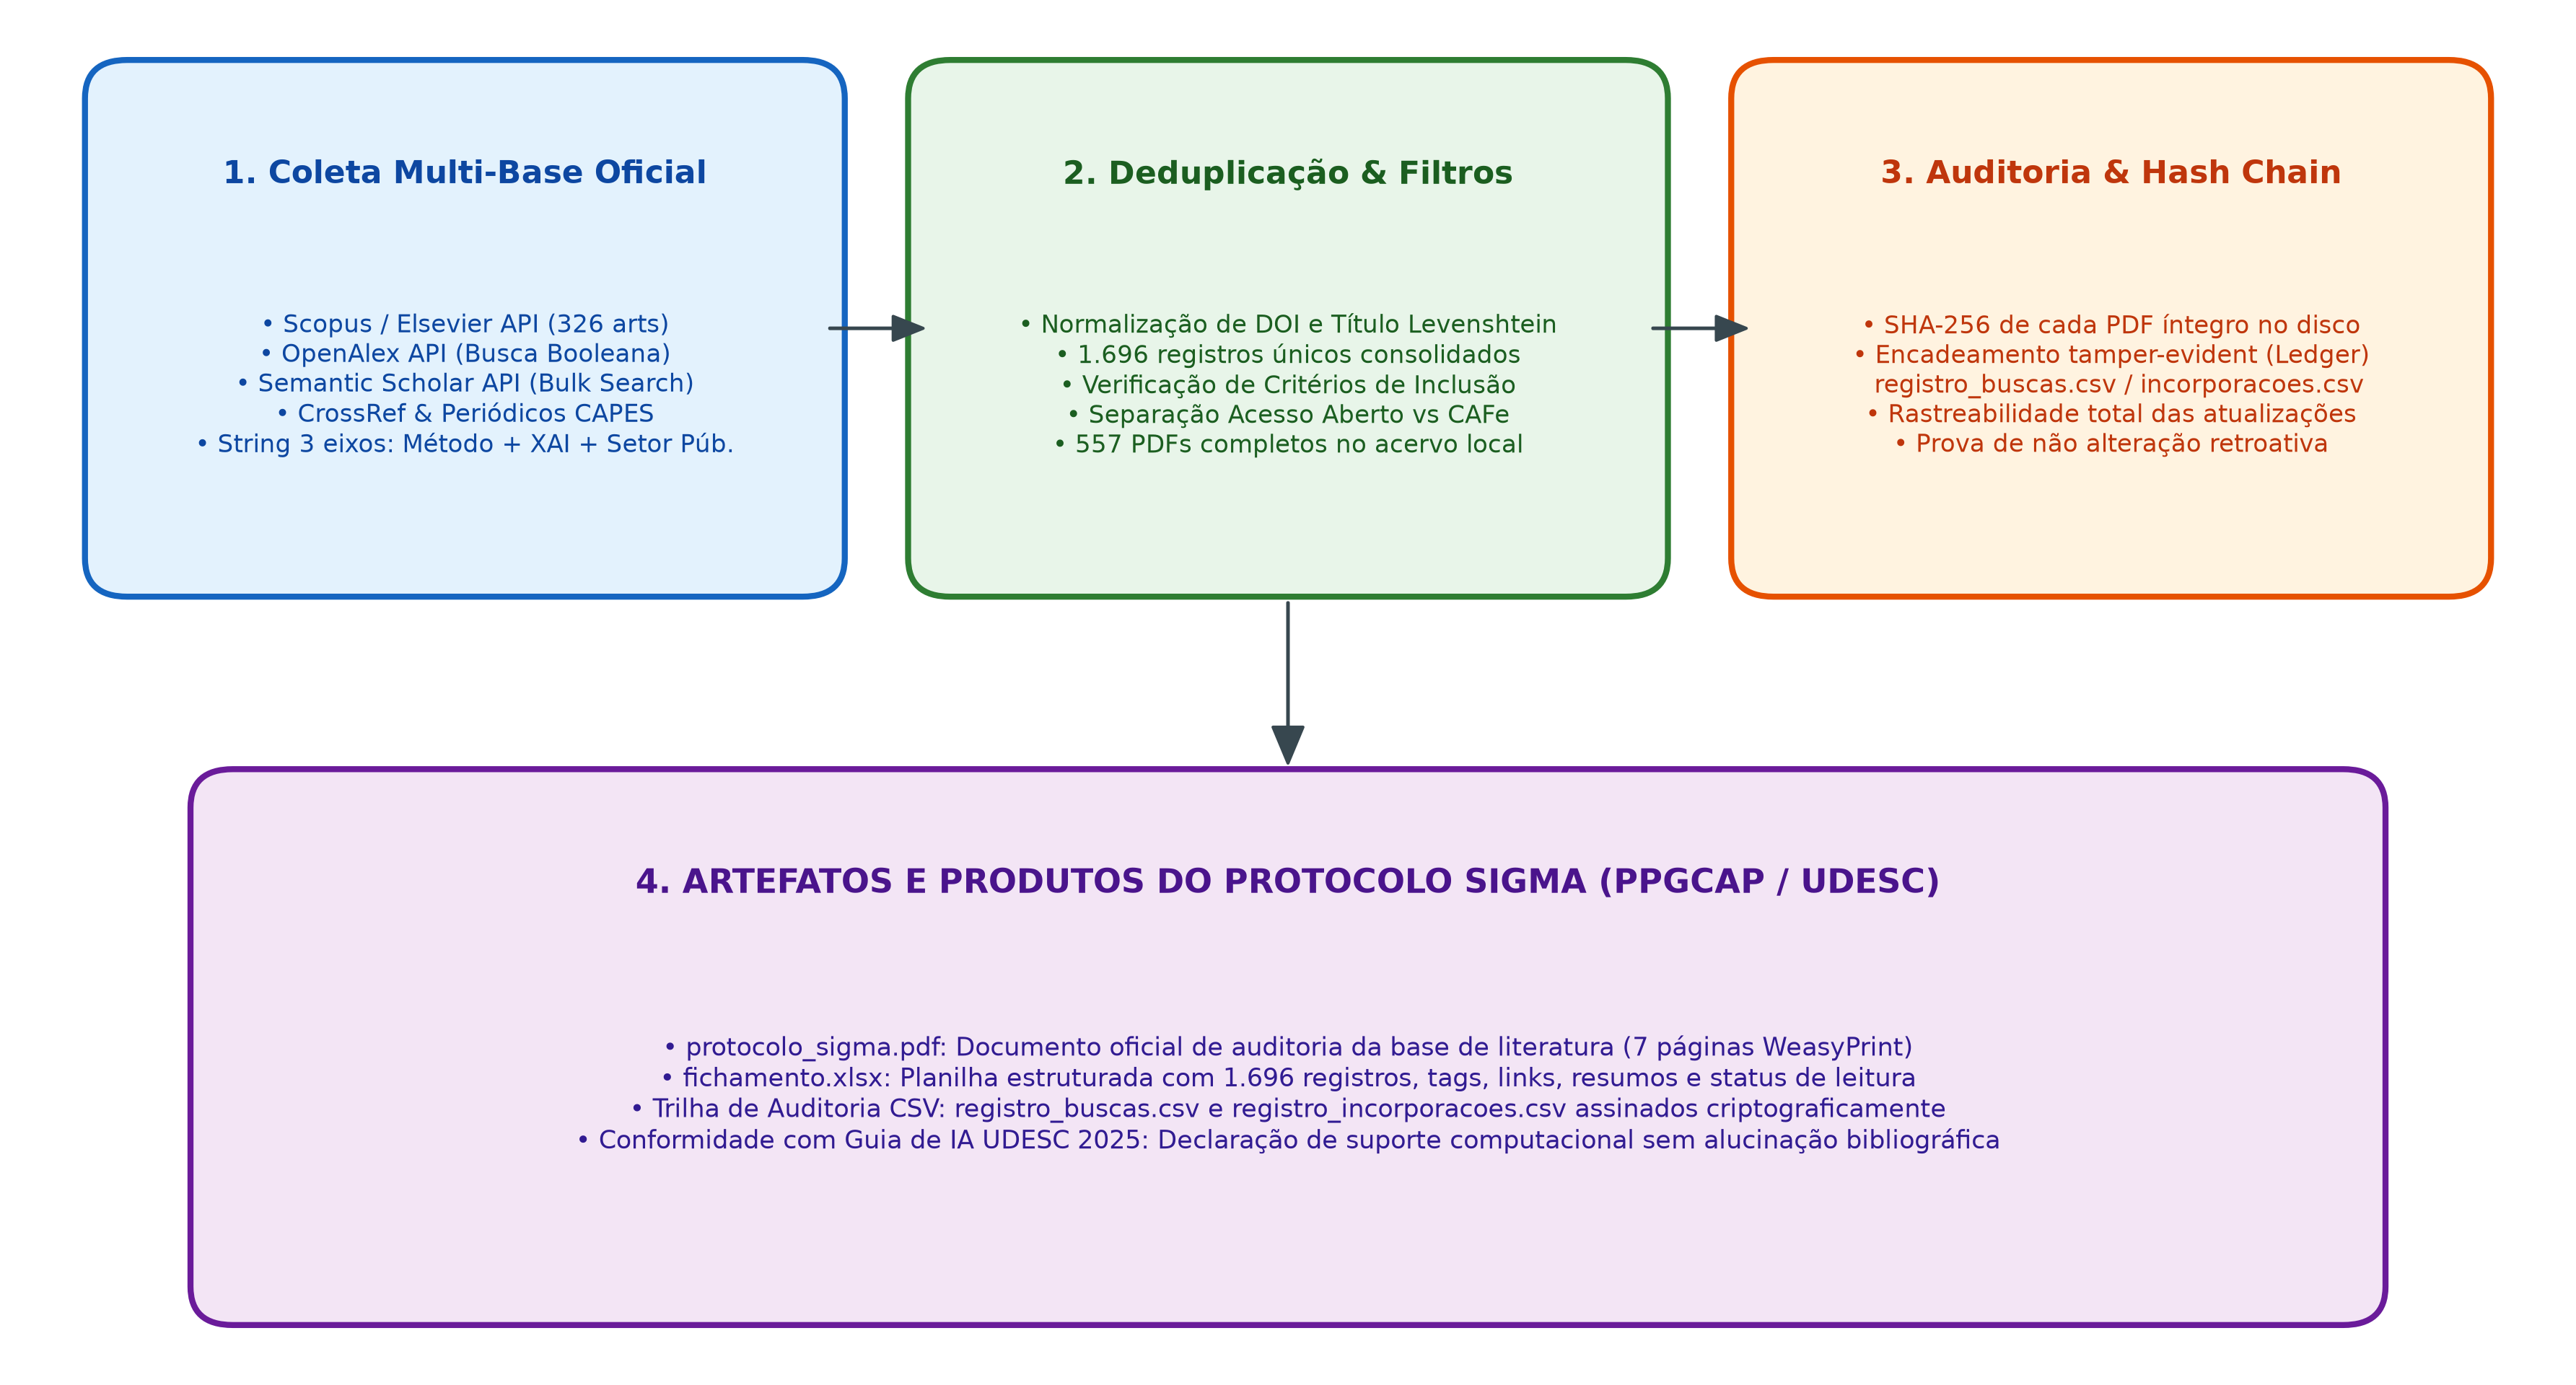 1. Coleta Multi-Base Oficial
• Scopus / Elsevier API (326 arts)
• OpenAlex API (Busca Booleana)
• Semantic Scholar API (Bulk Search)
• CrossRef & Periódicos CAPES
• String 3 eixos: Método + XAI + Setor Púb.
2. Deduplicação & Filtros
• Normalização de DOI e Título Levenshtein
• 1.696 registros únicos consolidados
• Verificação de Critérios de Inclusão
• Separação Acesso Aberto vs CAFe
• 557 PDFs completos no acervo local
3. Auditoria & Hash Chain
• SHA-256 de cada PDF íntegro no disco
• Encadeamento tamper-evident (Ledger)
registro_buscas.csv / incorporacoes.csv
• Rastreabilidade total das atualizações
• Prova de não alteração retroativa
4. ARTEFATOS E PRODUTOS DO PROTOCOLO SIGMA (PPGCAP / UDESC)
• protocolo_sigma.pdf: Documento oficial de auditoria da base de literatura (7 páginas WeasyPrint)
• fichamento.xlsx: Planilha estruturada com 1.696 registros, tags, links, resumos e status de leitura
• Trilha de Auditoria CSV: registro_buscas.csv e registro_incorporacoes.csv assinados criptograficamente
• Conformidade com Guia de IA UDESC 2025: Declaração de suporte computacional sem alucinação bibliográfica